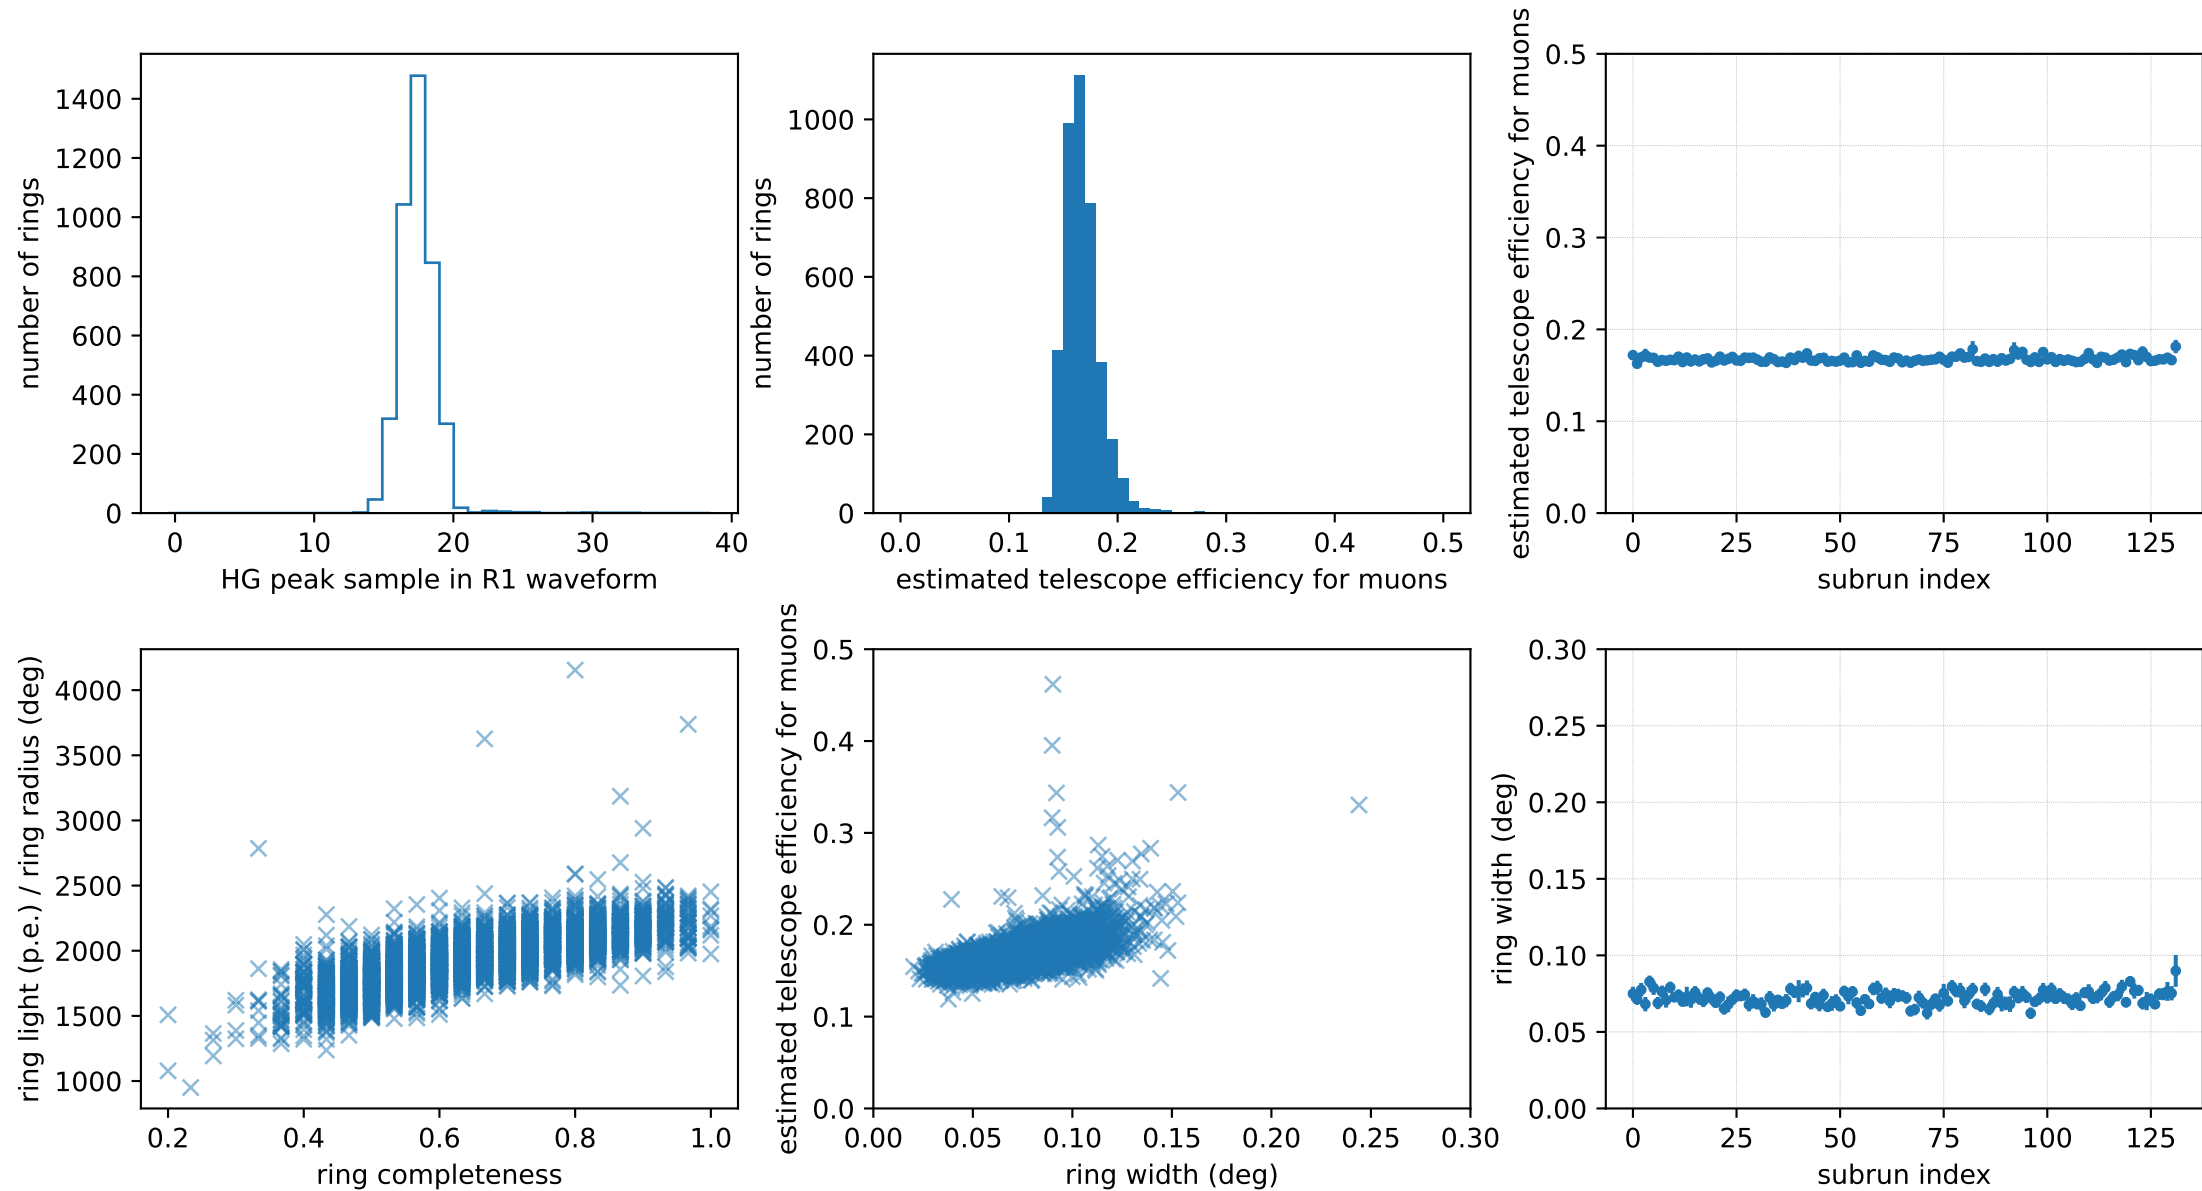 number of rings
1400
1200
1000
800
600
400
200
0
0 10 20 30 40
HG peak sample in R1 waveform
number of rings
1000
800
600
400
200
0
0.0 0.1 0.2 0.3 0.4 0.5
estimated telescope efficiency for muons
estimated telescope efficiency for muons
0.5
0.4
0.3
0.2
0.1
0.0
0 25 50 75 100 125
subrun index
ring light (p.e.) / ring radius (deg)
4000
3500
3000
2500
2000
1500
1000
0.2 0.4 0.6 0.8 1.0
ring completeness
estimated telescope efficiency for muons
0.5
0.4
0.3
0.2
0.1
0.0
0.00 0.05 0.10 0.15 0.20 0.25 0.30
ring width (deg)
ring width (deg)
0.30
0.25
0.20
0.15
0.10
0.05
0.00
0 25 50 75 100 125
subrun index